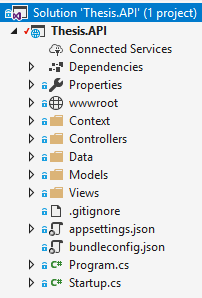 Solution 'Thesis.API' (1 project)
Thesis.API
Connected Services
Dependencies
Properties
wwwroot
Context
Controllers
Data
Models
Views
.gitignore
appsettings.json
bundleconfig.json
C# Program.cs
C# Startup.cs